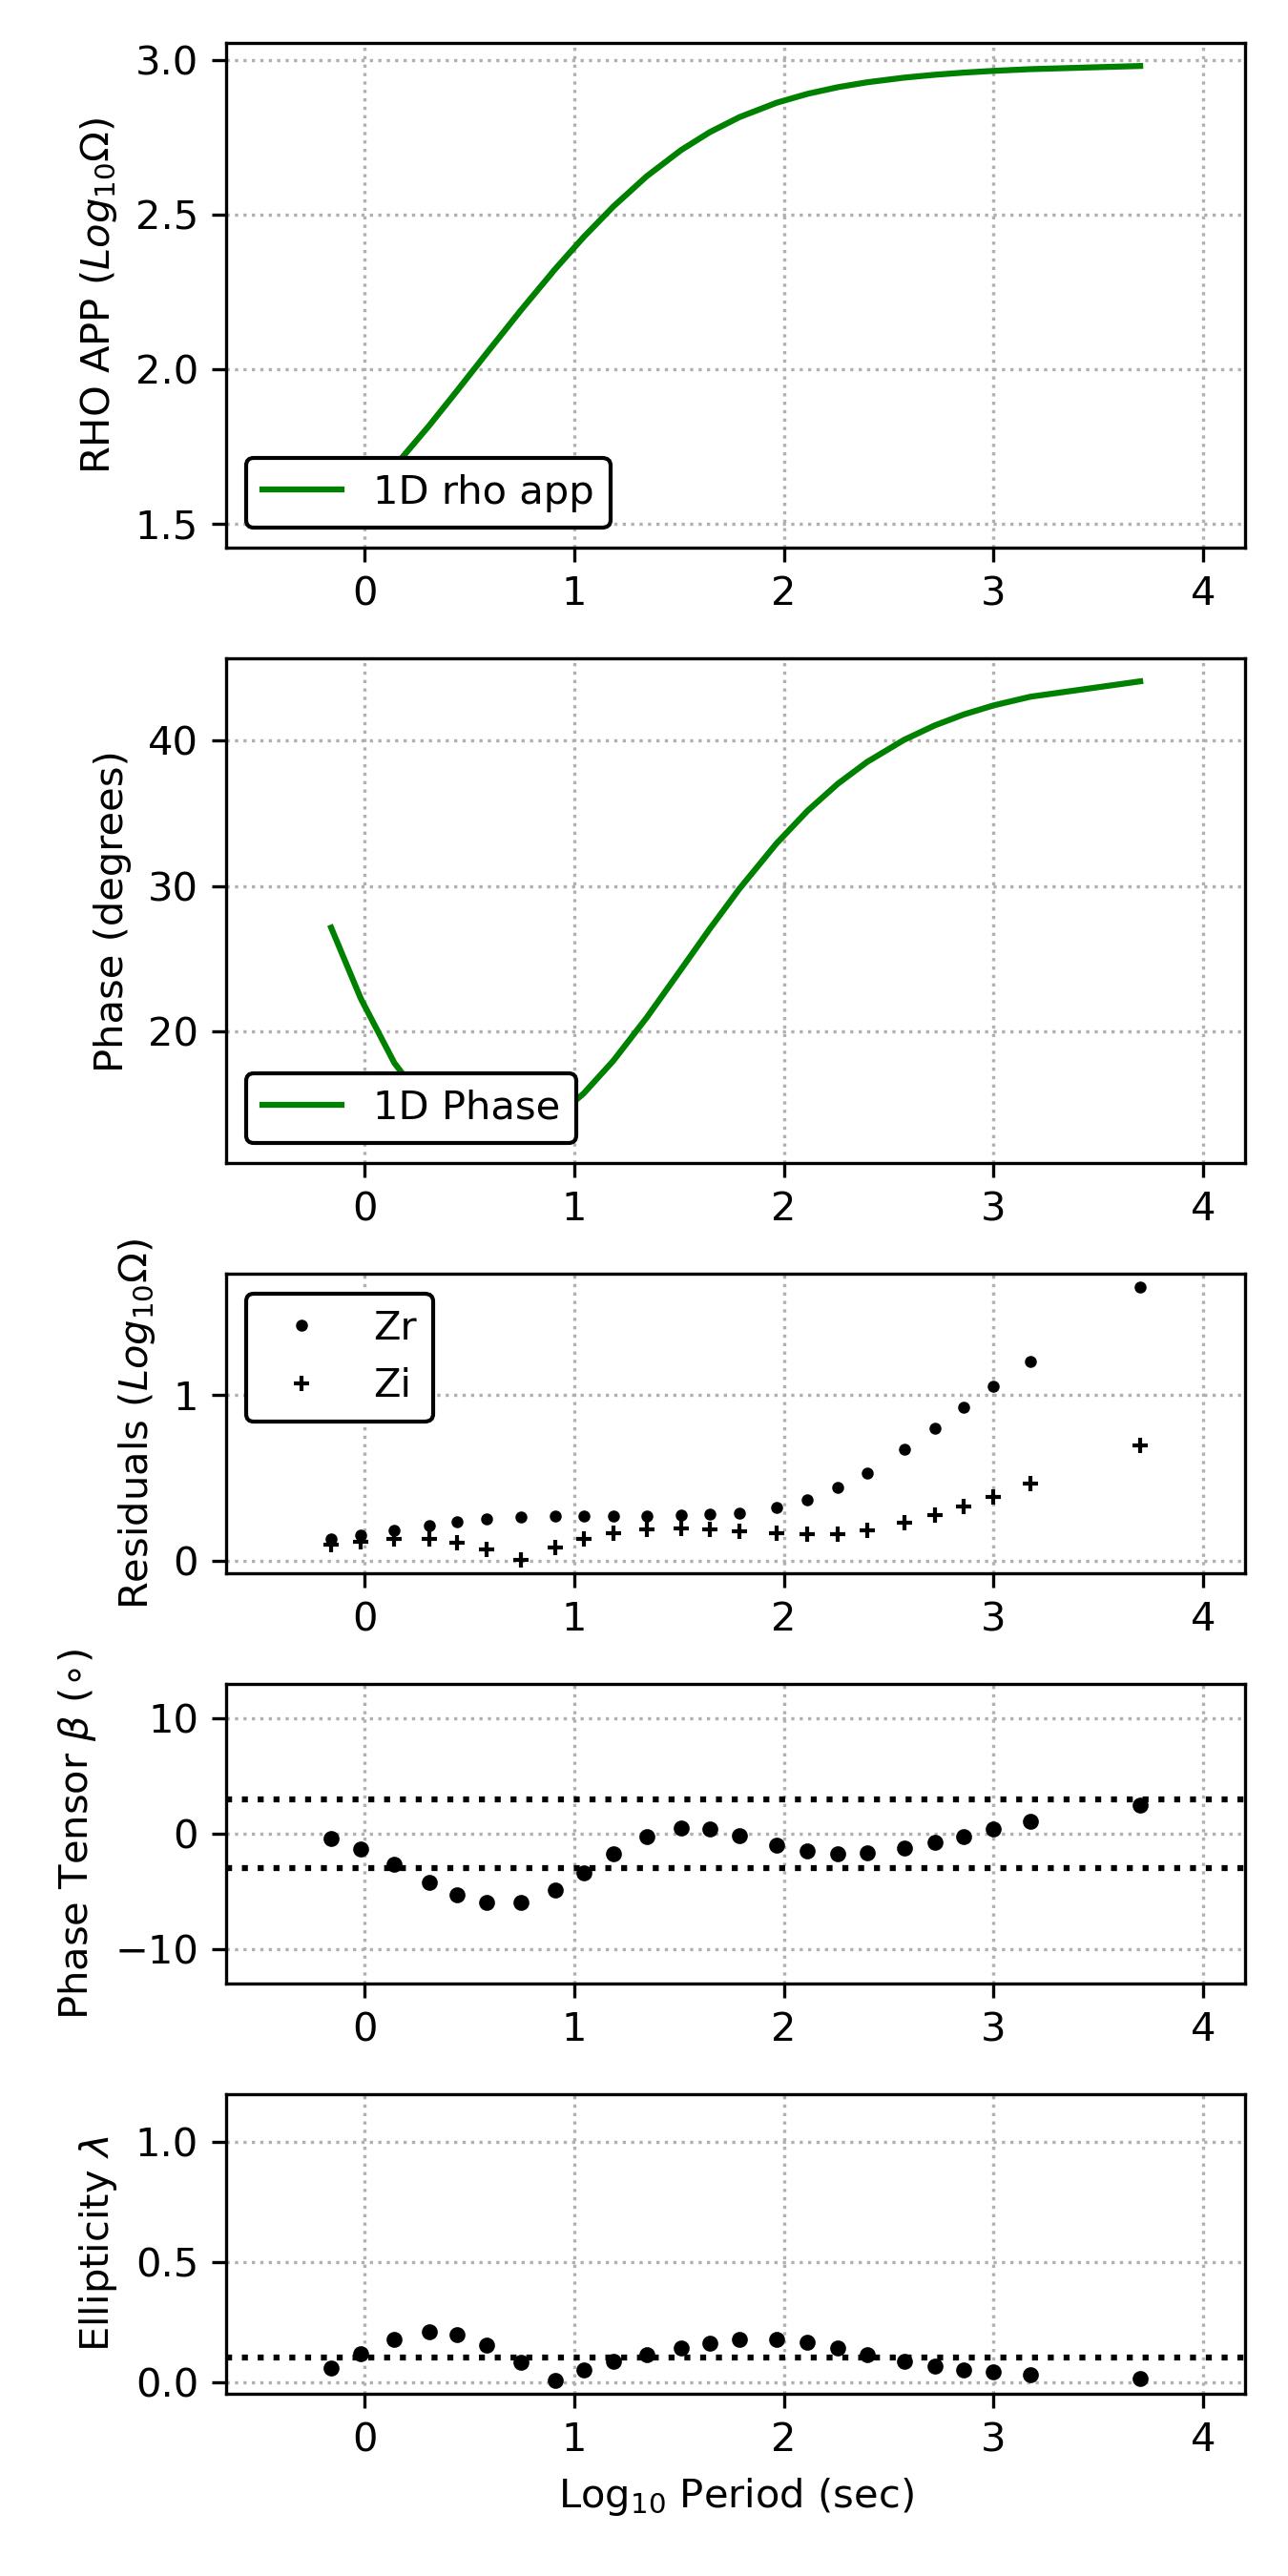 3.0
2.5
2.0
1.5
RHO APP (Log₁₀Ω)
1D rho app
0 1 2 3 4
40
30
20
Phase (degrees)
1D Phase
0 1 2 3 4
1
0
Residuals (Log₁₀Ω)
Zr
Zi
0 1 2 3 4
10
0
−10
Phase Tensor β (∘)
0 1 2 3 4
1.0
0.5
0.0
Ellipticity λ
0 1 2 3 4
Log₁₀ Period (sec)